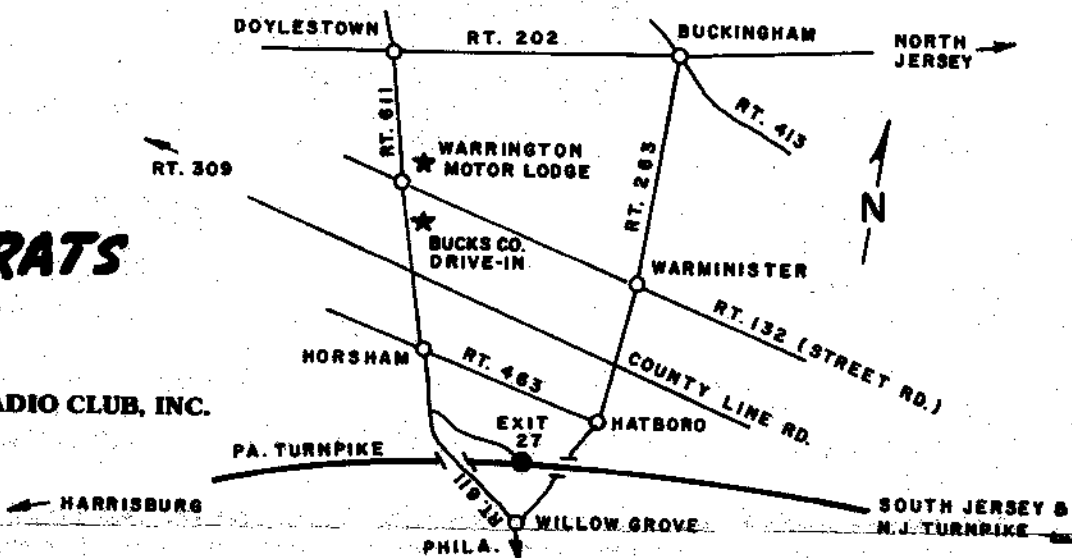 DOYLESTOWN
RT. 202
BUCKINGHAM
NORTH
JERSEY
RT. 611
RT. 413
WARRINGTON
MOTOR LODGE
RT. 309
RT. 263
N
RATS
BUCKS CO.
DRIVE-IN
WARMINISTER
RT. 132 (STREET RD.)
HORSHAM
RT. 463
COUNTY LINE RD.
ADIO CLUB, INC.
EXIT
27
HATBORO
PA. TURNPIKE
HARRISBURG
RT. 611
SOUTH JERSEY &
N.J. TURNPIKE
WILLOW GROVE
PHILA.